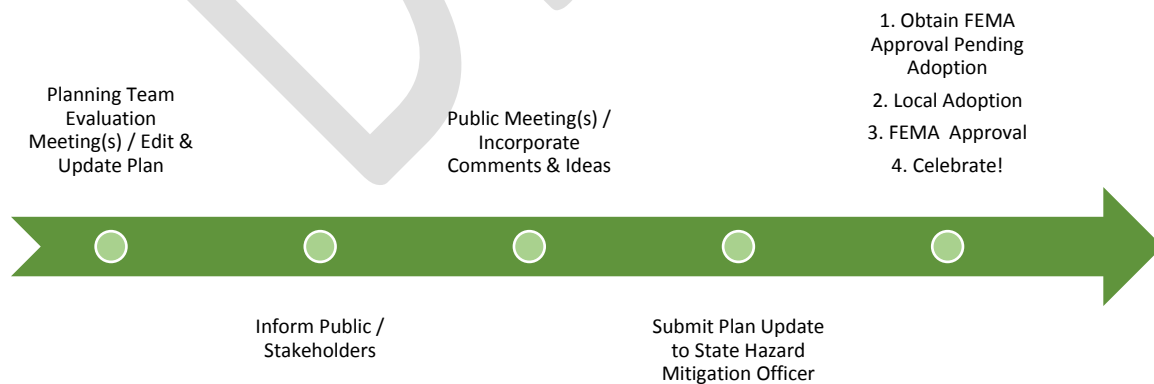 Planning Team
Evaluation
Meeting(s) / Edit &
Update Plan
Inform Public /
Stakeholders
Public Meeting(s) /
Incorporate
Comments & Ideas
Submit Plan Update
to State Hazard
Mitigation Officer
1. Obtain FEMA
Approval Pending
Adoption
2. Local Adoption
3. FEMA Approval
4. Celebrate!